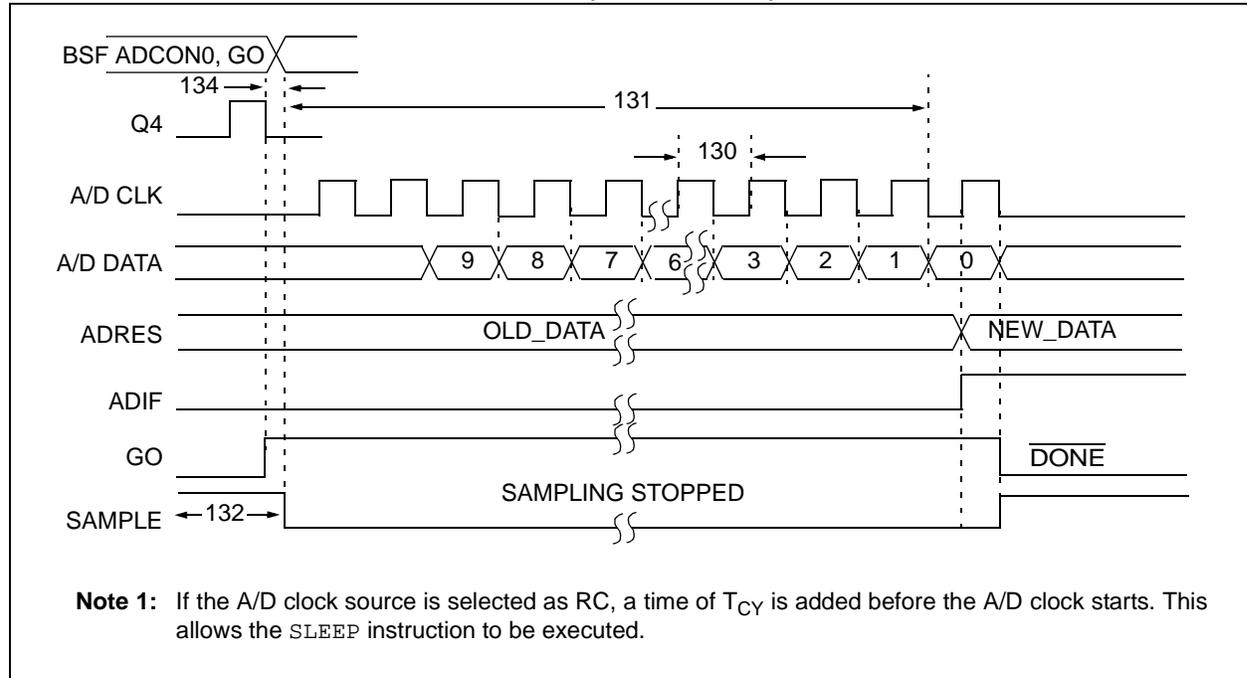 BSF ADCON0, GO
134
131
Q4
130
A/D CLK
A/D DATA 9 8 7 6 3 2 1 0
ADRES OLD_DATA NEW_DATA
ADIF
GO DONE
SAMPLING STOPPED
SAMPLE 132
Note 1: If the A/D clock source is selected as RC, a time of TCY is added before the A/D clock starts. This
allows the SLEEP instruction to be executed.